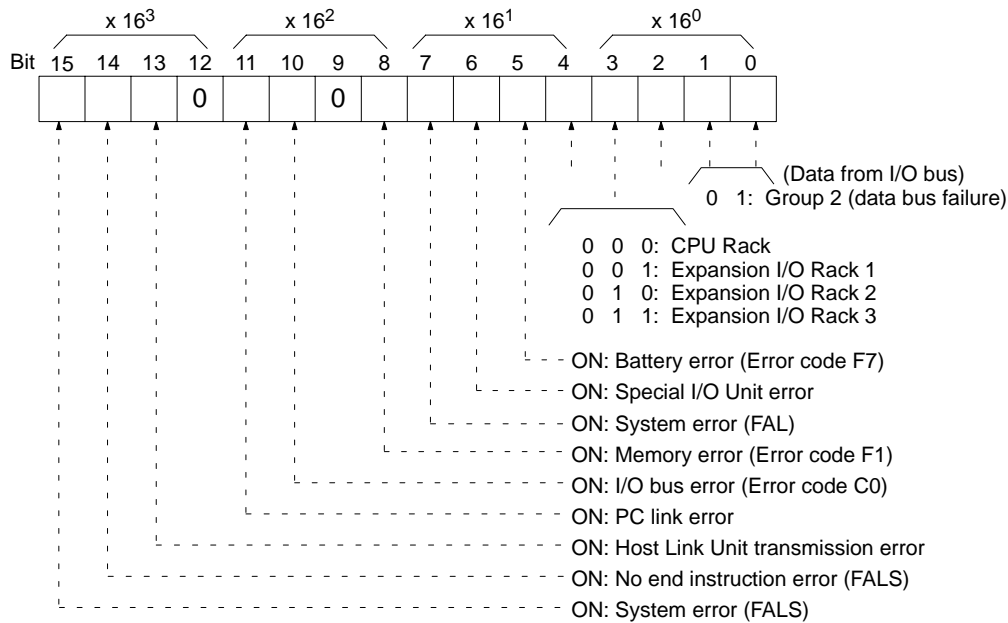 x 16³ x 16² x 16¹ x 16⁰
Bit 15 14 13 12 11 10 9 8 7 6 5 4 3 2 1 0
0 0
(Data from I/O bus)
0 1: Group 2 (data bus failure)
0 0 0: CPU Rack
0 0 1: Expansion I/O Rack 1
0 1 0: Expansion I/O Rack 2
0 1 1: Expansion I/O Rack 3
ON: Battery error (Error code F7)
ON: Special I/O Unit error
ON: System error (FAL)
ON: Memory error (Error code F1)
ON: I/O bus error (Error code C0)
ON: PC link error
ON: Host Link Unit transmission error
ON: No end instruction error (FALS)
ON: System error (FALS)